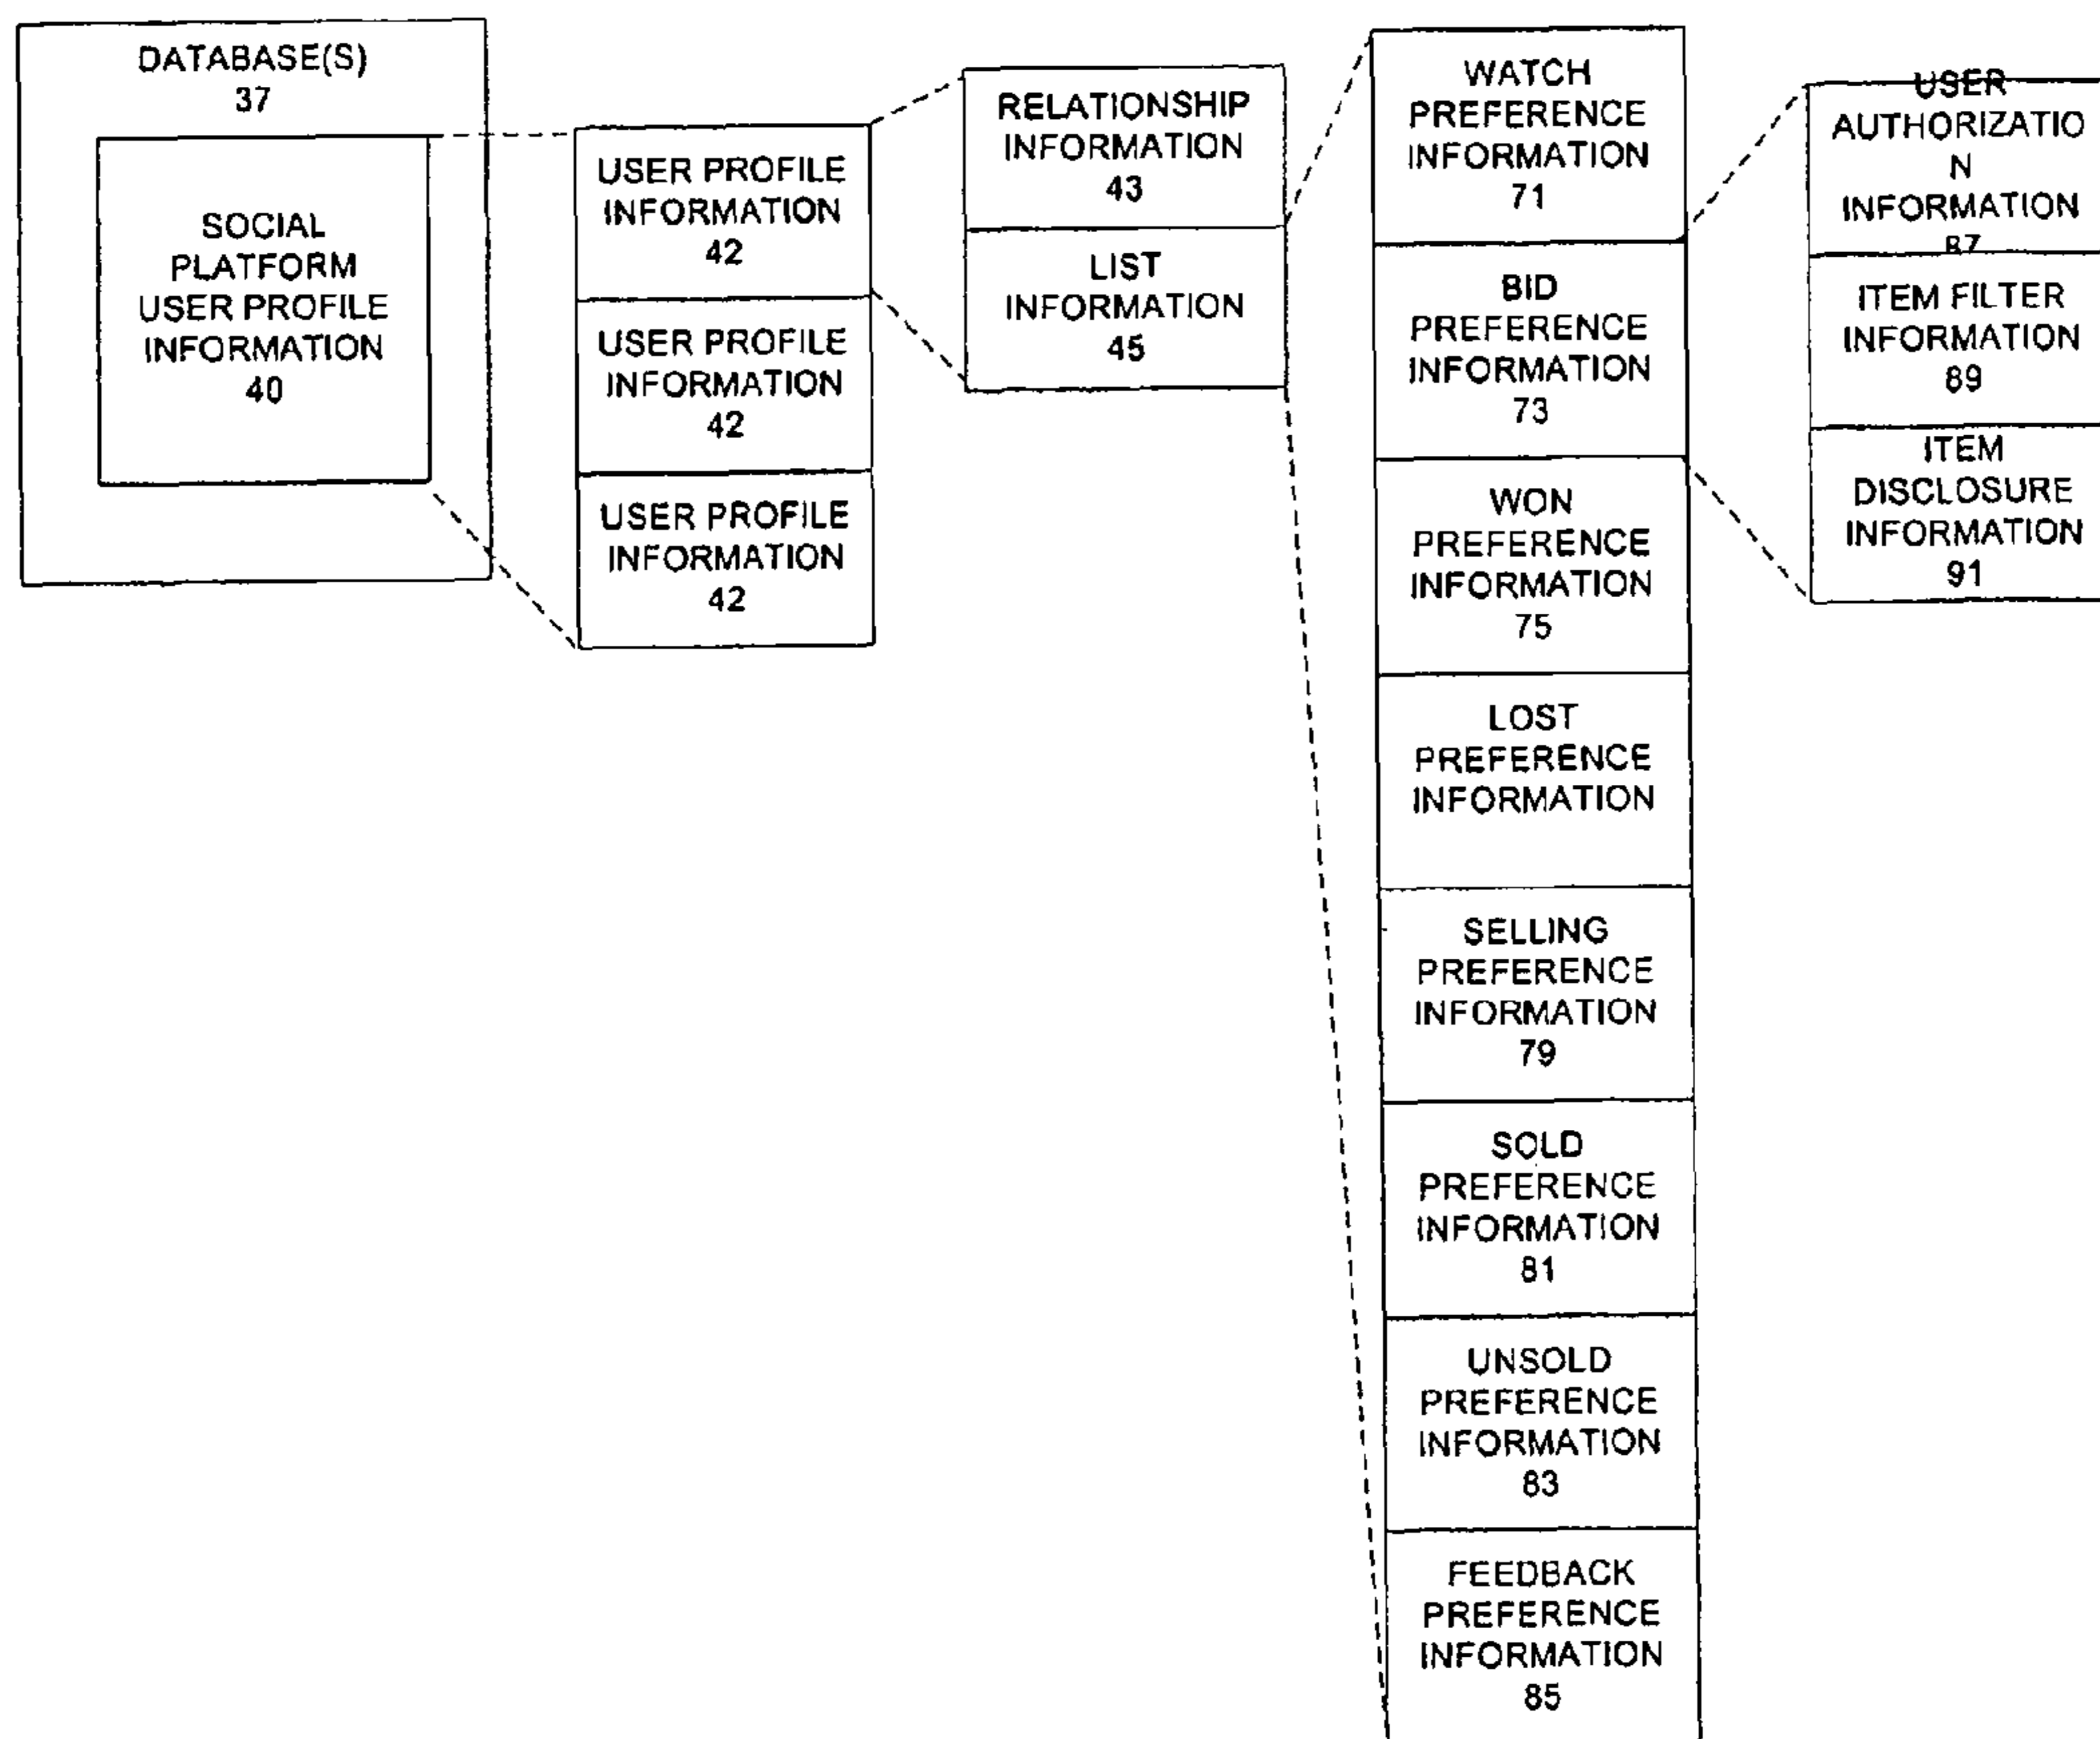 DATABASE(S)
37
SOCIAL
PLATFORM
USER PROFILE
INFORMATION
40
USER PROFILE
INFORMATION
42
USER PROFILE
INFORMATION
42
USER PROFILE
INFORMATION
42
RELATIONSHIP
INFORMATION
43
LIST
INFORMATION
45
WATCH
PREFERENCE
INFORMATION
71
BID
PREFERENCE
INFORMATION
73
WON
PREFERENCE
INFORMATION
75
LOST
PREFERENCE
INFORMATION
SELLING
PREFERENCE
INFORMATION
79
SOLD
PREFERENCE
INFORMATION
81
UNSOLD
PREFERENCE
INFORMATION
83
FEEDBACK
PREFERENCE
INFORMATION
85
USER
AUTHORIZATIO
N
INFORMATION
87
ITEM FILTER
INFORMATION
89
ITEM
DISCLOSURE
INFORMATION
91